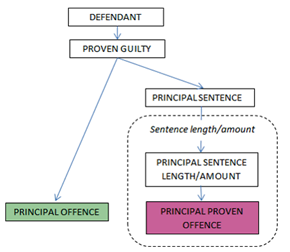 DEFENDANT
PROVEN GUILTY
PRINCIPAL SENTENCE
Sentence length/amount
PRINCIPAL SENTENCE
LENGTH/AMOUNT
PRINCIPAL OFFENCE
PRINCIPAL PROVEN
OFFENCE